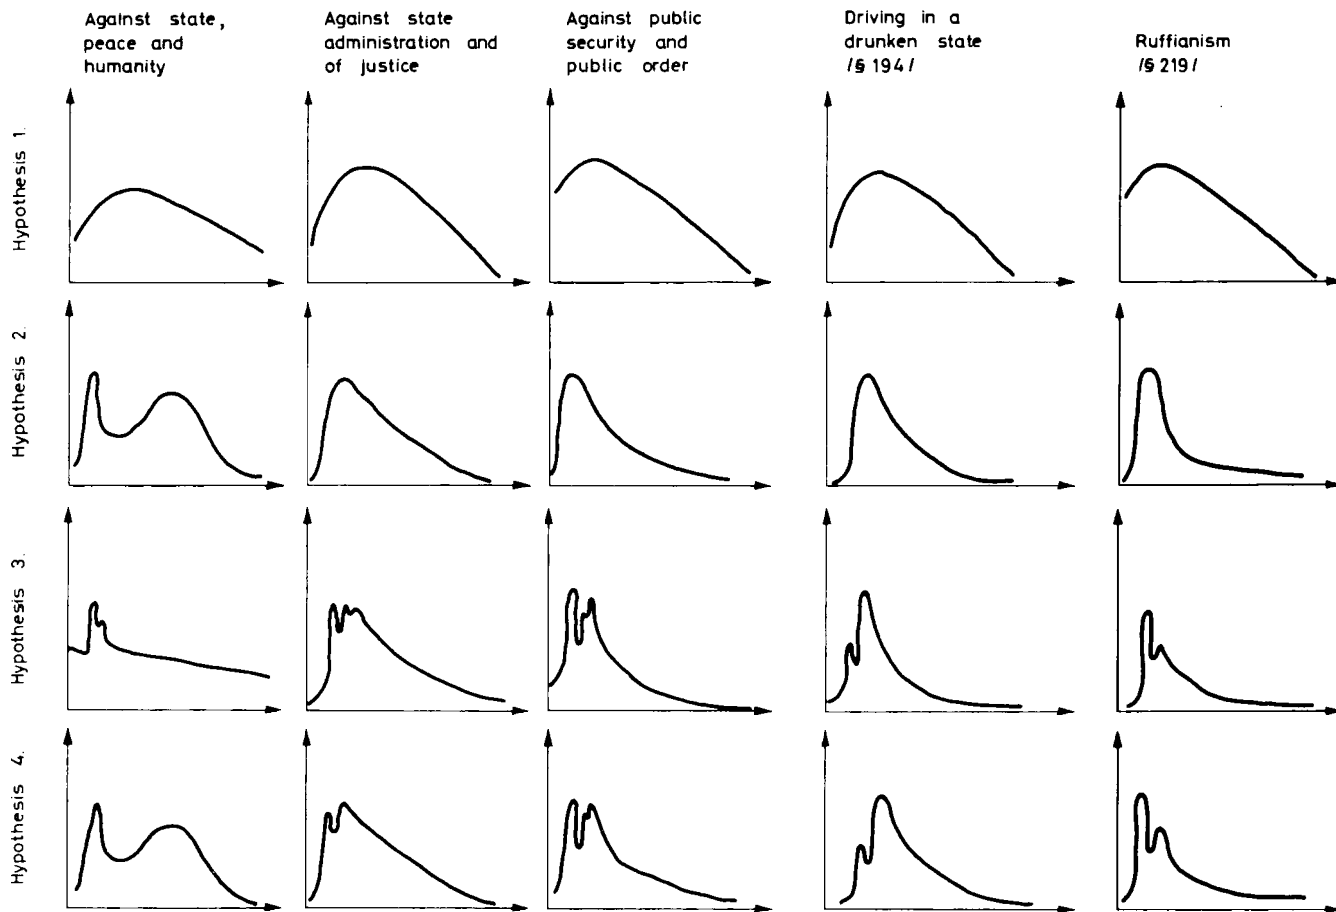 Against state,
peace and
humanity
Against state
administration and
of justice
Against public
security and
public order
Driving in a
drunken state
/§ 194/
Ruffianism
/§ 219/
Hypothesis 1.
Hypothesis 2.
Hypothesis 3.
Hypothesis 4.